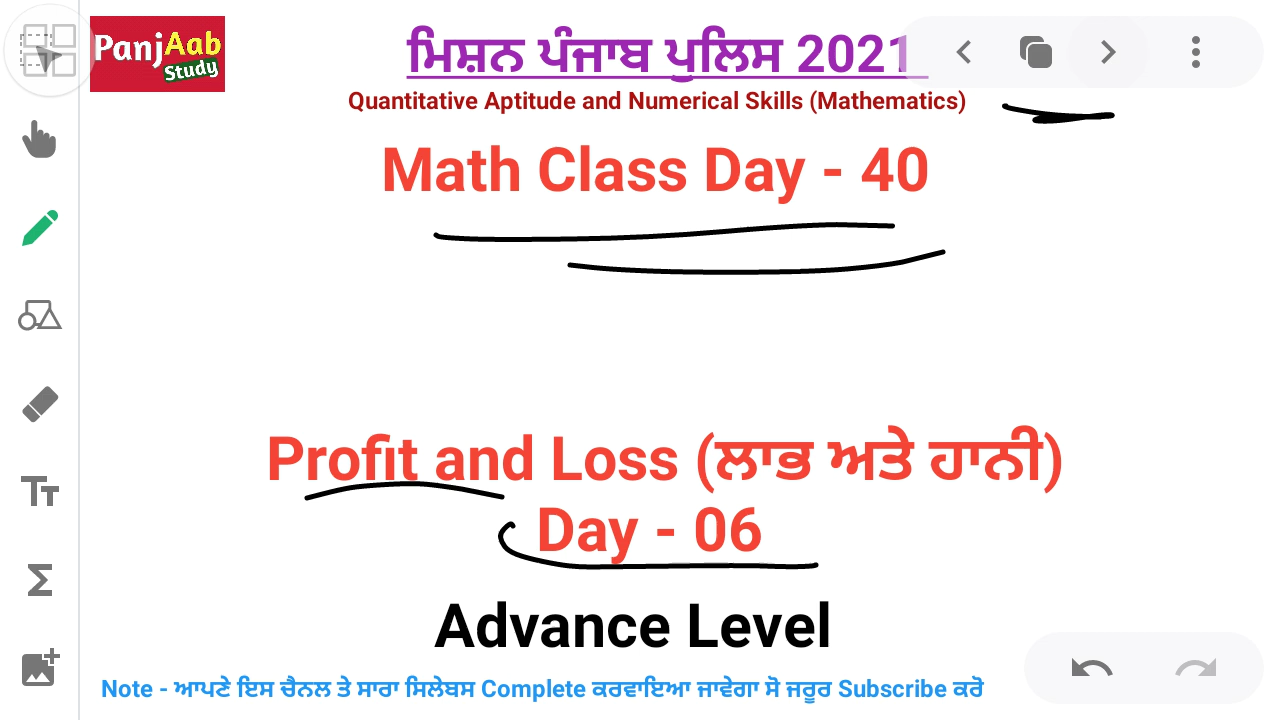 PanjAab
Study
ਮਿਸ਼ਨ ਪੰਜਾਬ ਪੁਲਿਸ 2021
Quantitative Aptitude and Numerical Skills (Mathematics)
Math Class Day - 40
Profit and Loss (ਲਾਭ ਅਤੇ ਹਾਨੀ)
Day - 06
Advance Level
Note - ਆਪਣੇ ਇਸ ਚੈਨਲ ਤੇ ਸਾਰਾ ਸਿਲੇਬਸ Complete ਕਰਵਾਇਆ ਜਾਵੇਗਾ ਸੋ ਜਰੂਰ Subscribe ਕਰੋ